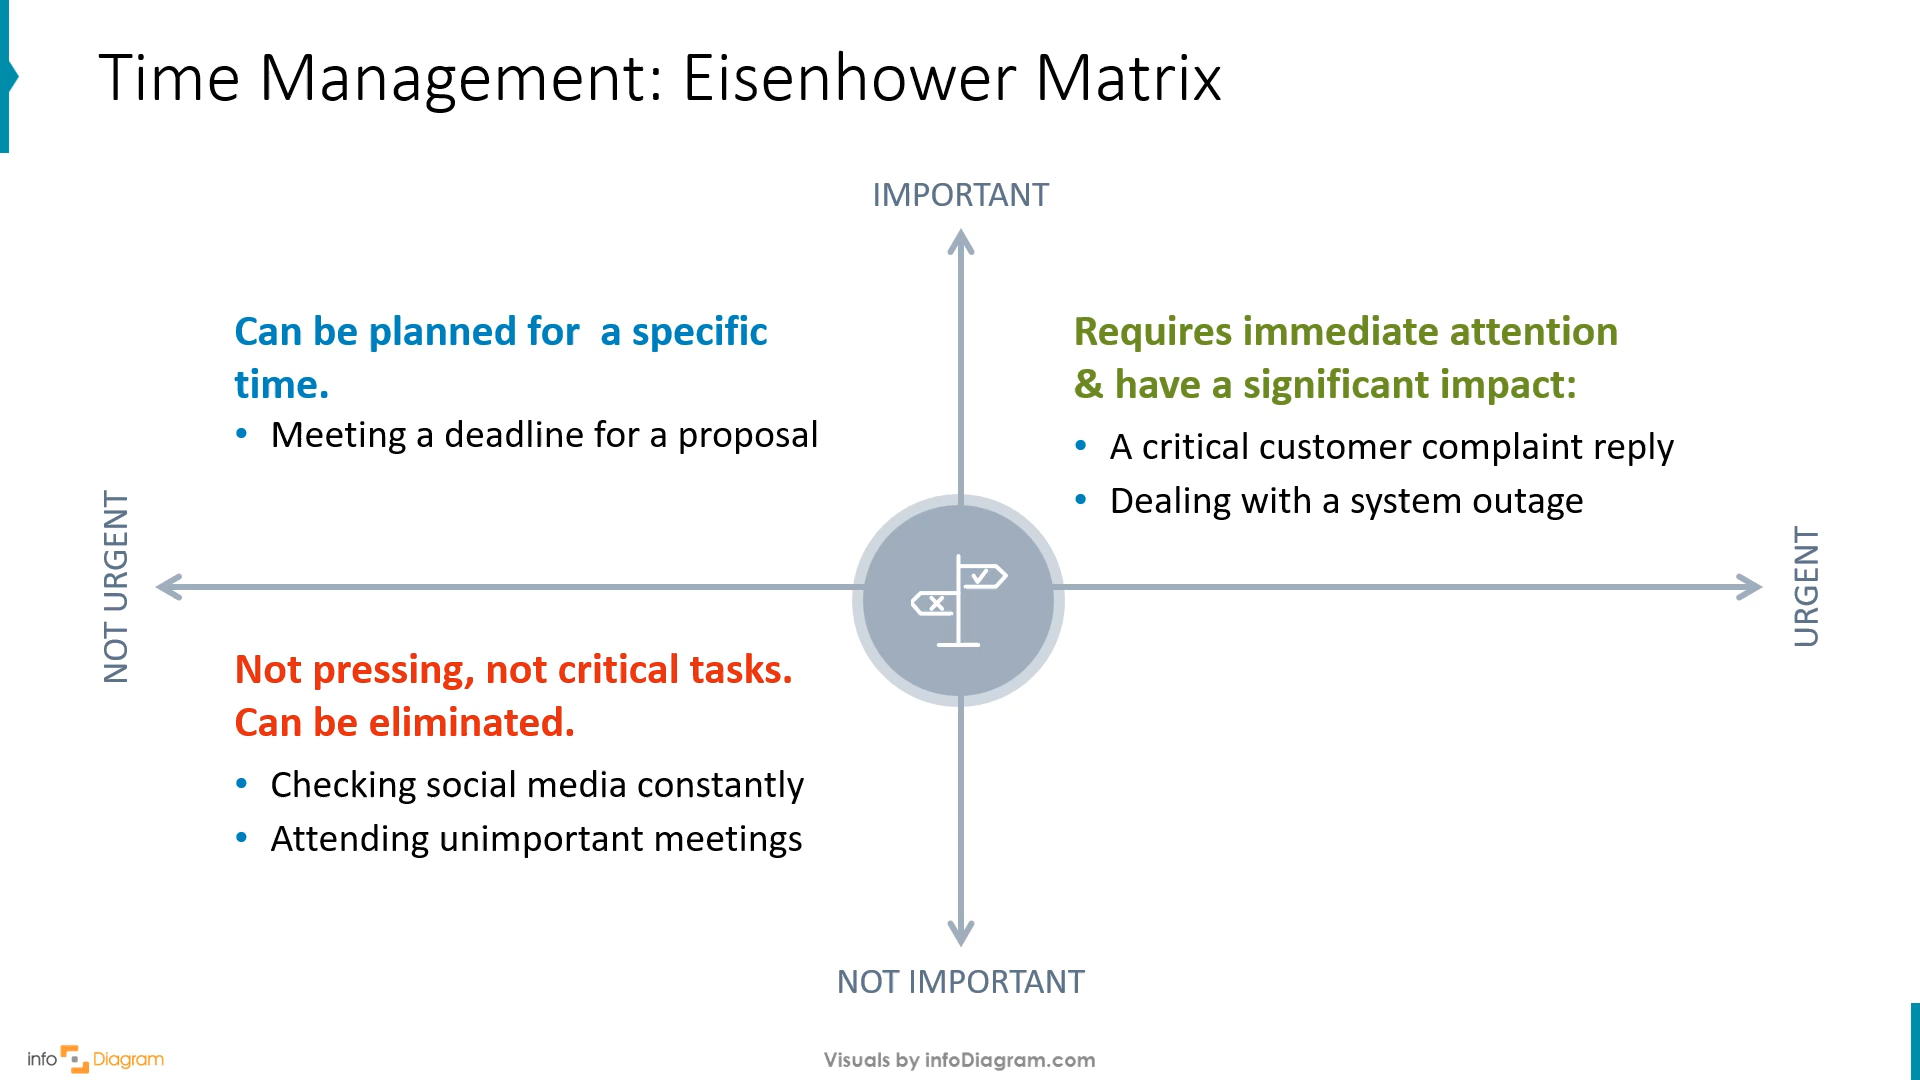 Time Management: Eisenhower Matrix
IMPORTANT
Can be planned for a specific
time.
• Meeting a deadline for a proposal
Requires immediate attention
& have a significant impact:
• A critical customer complaint reply
• Dealing with a system outage
NOT URGENT
URGENT
Not pressing, not critical tasks.
Can be eliminated.
• Checking social media constantly
• Attending unimportant meetings
NOT IMPORTANT
info Diagram
Visuals by infoDiagram.com